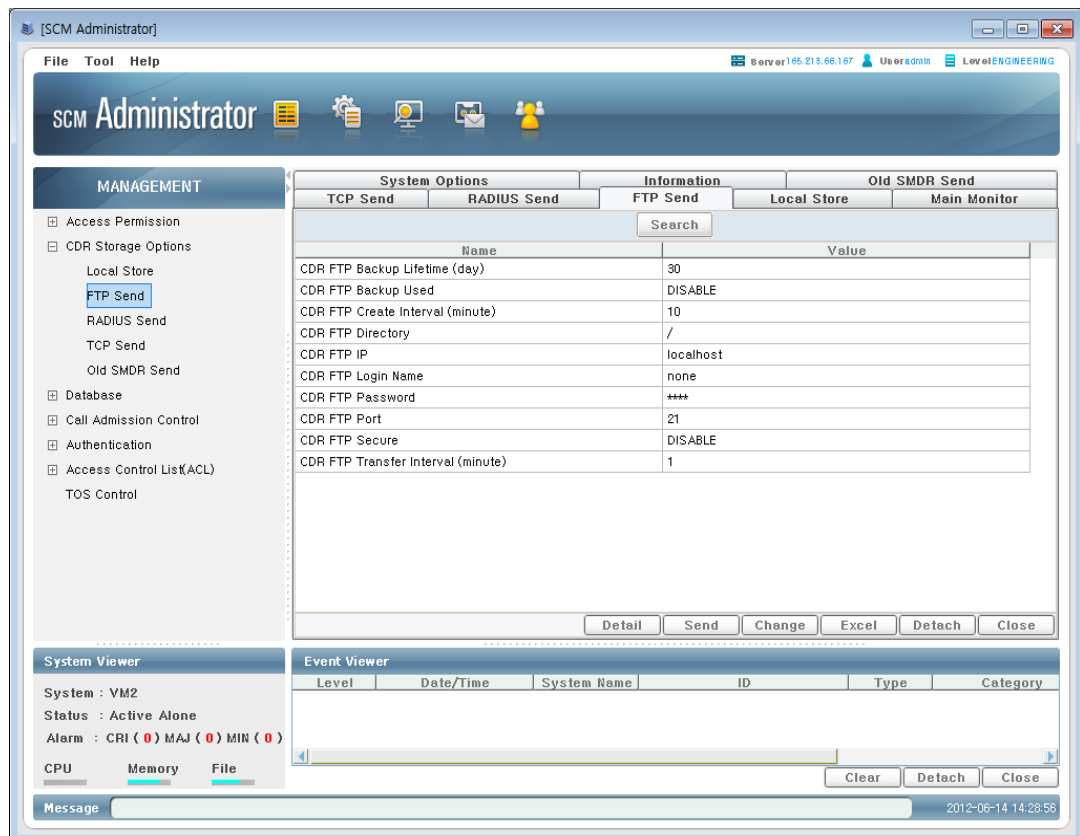 [SCM Administrator]
File Tool Help
Server165.213.66.167 Useradmin LevelENGINEERING
SCM Administrator
MANAGEMENT
Access Permission
CDR Storage Options
Local Store
FTP Send
RADIUS Send
TCP Send
Old SMDR Send
Database
Call Admission Control
Authentication
Access Control List(ACL)
TOS Control
System Options Information Old SMDR Send
TCP Send RADIUS Send FTP Send Local Store Main Monitor
Search
Name Value
CDR FTP Backup Lifetime (day) 30
CDR FTP Backup Used DISABLE
CDR FTP Create Interval (minute) 10
CDR FTP Directory /
CDR FTP IP localhost
CDR FTP Login Name none
CDR FTP Password ****
CDR FTP Port 21
CDR FTP Secure DISABLE
CDR FTP Transfer Interval (minute) 1
Detail Send Change Excel Detach Close
System Viewer
System : VM2
Status : Active Alone
Alarm : CRI ( 0 ) MAJ ( 0 ) MIN ( 0 )
CPU Memory File
Event Viewer
Level Date/Time System Name ID Type Category
Clear Detach Close
Message
2012-06-14 14:28:56